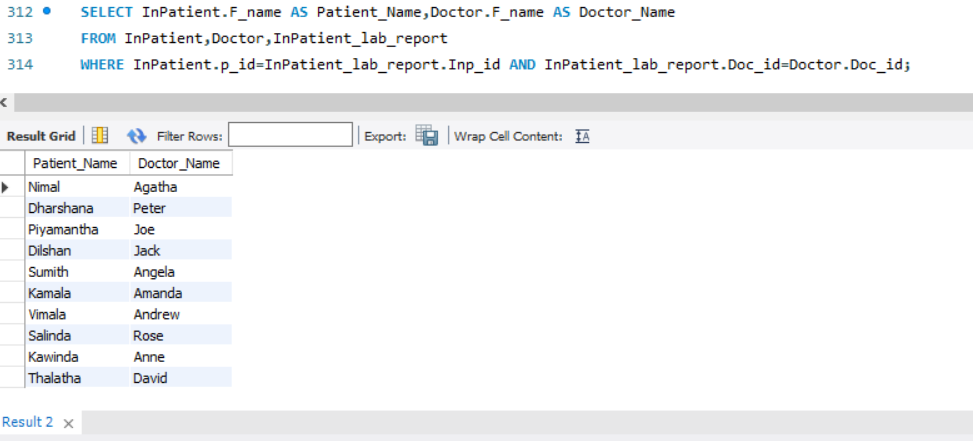 312 SELECT InPatient.F_name AS Patient_Name,Doctor.F_name AS Doctor_Name
313 FROM InPatient,Doctor,InPatient_lab_report
314 WHERE InPatient.p_id=InPatient_lab_report.Inp_id AND InPatient_lab_report.Doc_id=Doctor.Doc_id;
Result Grid Filter Rows: Export: Wrap Cell Content: IA
Patient_Name Doctor_Name
Nimal Agatha
Dharshana Peter
Piyamantha Joe
Dilshan Jack
Sumith Angela
Kamala Amanda
Vimala Andrew
Salinda Rose
Kawinda Anne
Thalatha David
Result 2 ×